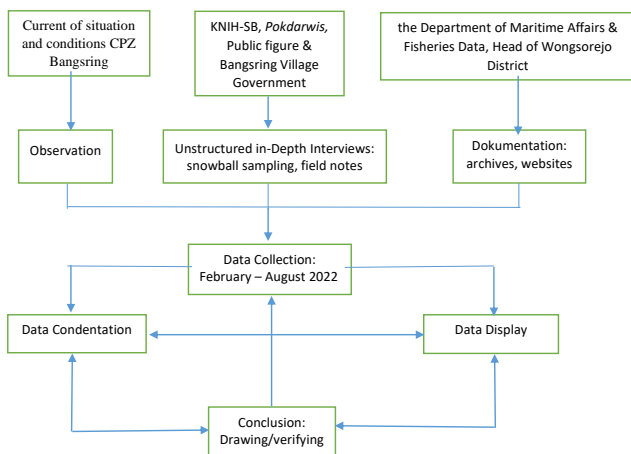 Current of situation
and conditions CPZ
Bangsring
KNIH-SB, Pokdarwis,
Public figure &
Bangsring Village
Government
the Department of Maritime Affairs &
Fisheries Data, Head of Wongsorejo
District
Observation
Unstructured in-Depth Interviews:
snowball sampling, field notes
Dokumentation:
archives, websites
Data Collection:
February – August 2022
Data Condentation
Data Display
Conclusion:
Drawing/verifying